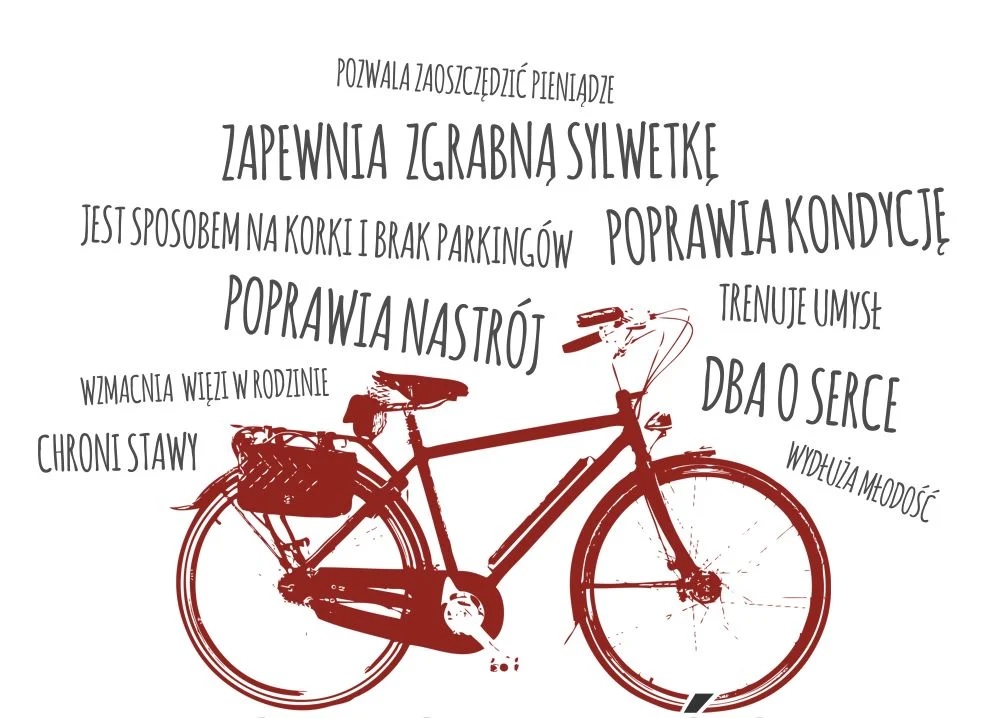 POZWALA ZAOSZCZĘDZIĆ PIENIĄDZE
ZAPEWNIA ZGRABNĄ SYLWETKĘ
JEST SPOSOBEM NA KORKI I BRAK PARKINGÓW
POPRAWIA KONDYCJĘ
POPRAWIA NASTRÓJ
TRENUJE UMYSŁ
WZMACNIA WIĘZI W RODZINIE
DBA O SERCE
CHRONI STAWY
WYDŁUŻA MŁODOŚĆ